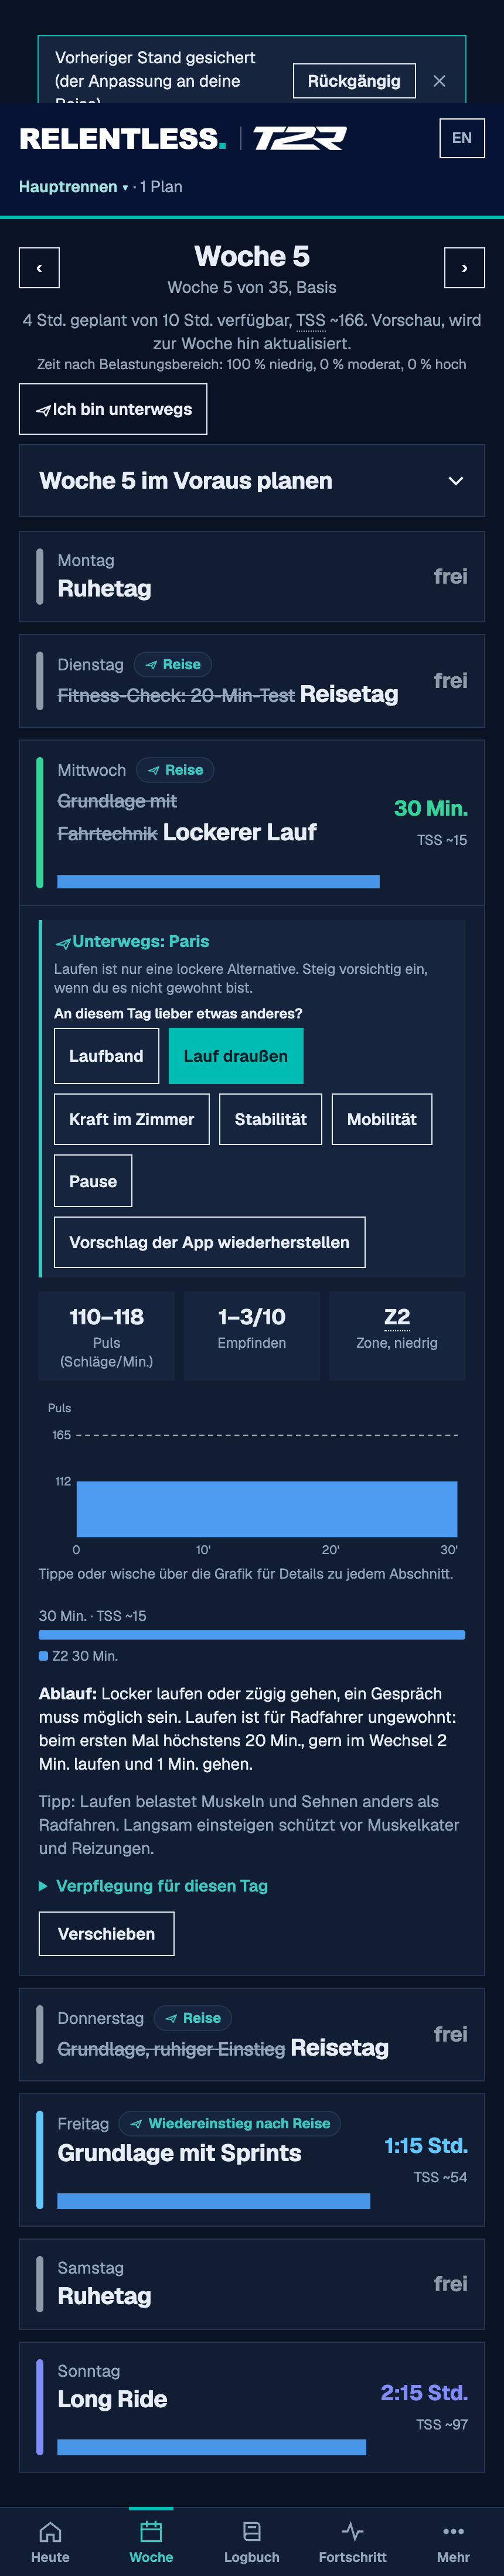 Vorheriger Stand gesichert
(der Anpassung an deine
Reise)
Rückgängig
RELENTLESS.
T2R
EN
Hauptrennen ▾ · 1 Plan
‹
Woche 5
›
Woche 5 von 35, Basis
4 Std. geplant von 10 Std. verfügbar, TSS ~166. Vorschau, wird
zur Woche hin aktualisiert.
Zeit nach Belastungsbereich: 100 % niedrig, 0 % moderat, 0 % hoch
Ich bin unterwegs
Woche 5 im Voraus planen
Montag
Ruhetag
frei
Dienstag
Reise
Fitness-Check: 20-Min-Test Reisetag
frei
Mittwoch
Reise
Grundlage mit
Fahrtechnik Lockerer Lauf
30 Min.
TSS ~15
Unterwegs: Paris
Laufen ist nur eine lockere Alternative. Steig vorsichtig ein,
wenn du es nicht gewohnt bist.
An diesem Tag lieber etwas anderes?
Laufband
Lauf draußen
Kraft im Zimmer
Stabilität
Mobilität
Pause
Vorschlag der App wiederherstellen
110–118
Puls
(Schläge/Min.)
1–3/10
Empfinden
Z2
Zone, niedrig
Puls
165
112
0
10'
20'
30'
Tippe oder wische über die Grafik für Details zu jedem Abschnitt.
30 Min. · TSS ~15
Z2 30 Min.
Ablauf: Locker laufen oder zügig gehen, ein Gespräch
muss möglich sein. Laufen ist für Radfahrer ungewohnt:
beim ersten Mal höchstens 20 Min., gern im Wechsel 2
Min. laufen und 1 Min. gehen.
Tipp: Laufen belastet Muskeln und Sehnen anders als
Radfahren. Langsam einsteigen schützt vor Muskelkater
und Reizungen.
Verpflegung für diesen Tag
Verschieben
Donnerstag
Reise
Grundlage, ruhiger Einstieg Reisetag
frei
Freitag
Wiedereinstieg nach Reise
Grundlage mit Sprints
1:15 Std.
TSS ~54
Samstag
Ruhetag
frei
Sonntag
Long Ride
2:15 Std.
TSS ~97
Heute
Woche
Logbuch
Fortschritt
Mehr